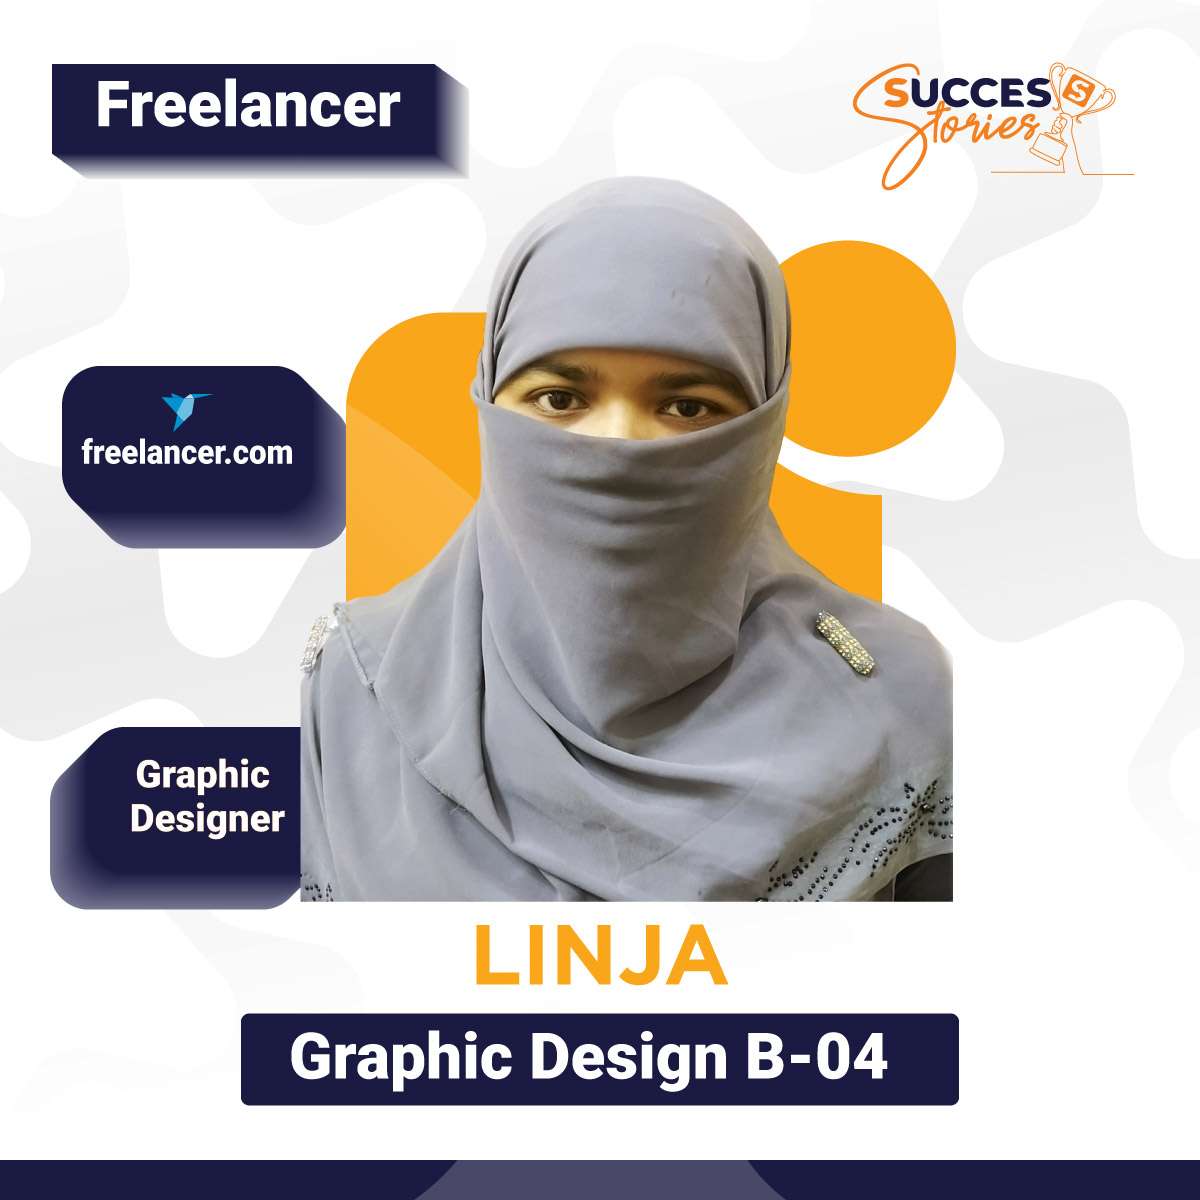 Freelancer
SUCCESS
Stories
freelancer.com
Graphic
Designer
LINJA
Graphic Design B-04